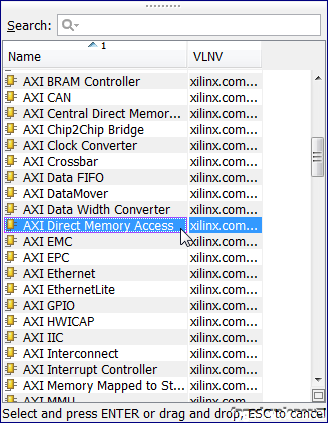 Search:
Name 1 VLNV
AXI BRAM Controller xilinx.com...
AXI CAN xilinx.com...
AXI Central Direct Memor... xilinx.com...
AXI Chip2Chip Bridge xilinx.com...
AXI Clock Converter xilinx.com...
AXI Crossbar xilinx.com...
AXI Data FIFO xilinx.com...
AXI DataMover xilinx.com...
AXI Data Width Converter xilinx.com...
AXI Direct Memory Access xilinx.com...
AXI EMC xilinx.com...
AXI EPC xilinx.com...
AXI Ethernet xilinx.com...
AXI EthernetLite xilinx.com...
AXI GPIO xilinx.com...
AXI HWICAP xilinx.com...
AXI IIC xilinx.com...
AXI Interconnect xilinx.com...
AXI Interrupt Controller xilinx.com...
AXI Memory Mapped to St... xilinx.com...
AXI MMU xilinx.com...
Select and press ENTER or drag and drop, ESC to cancel